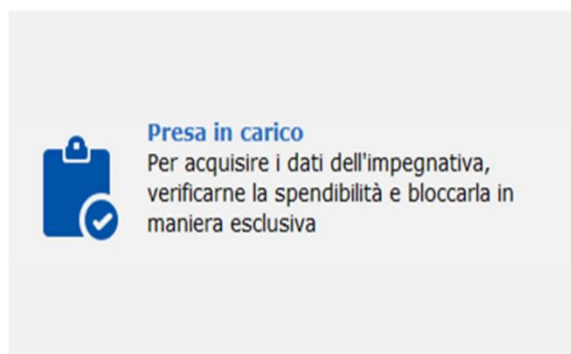 Presa in carico
Per acquisire i dati dell'impegnativa,
verificarne la spendibilità e bloccarla in
maniera esclusiva